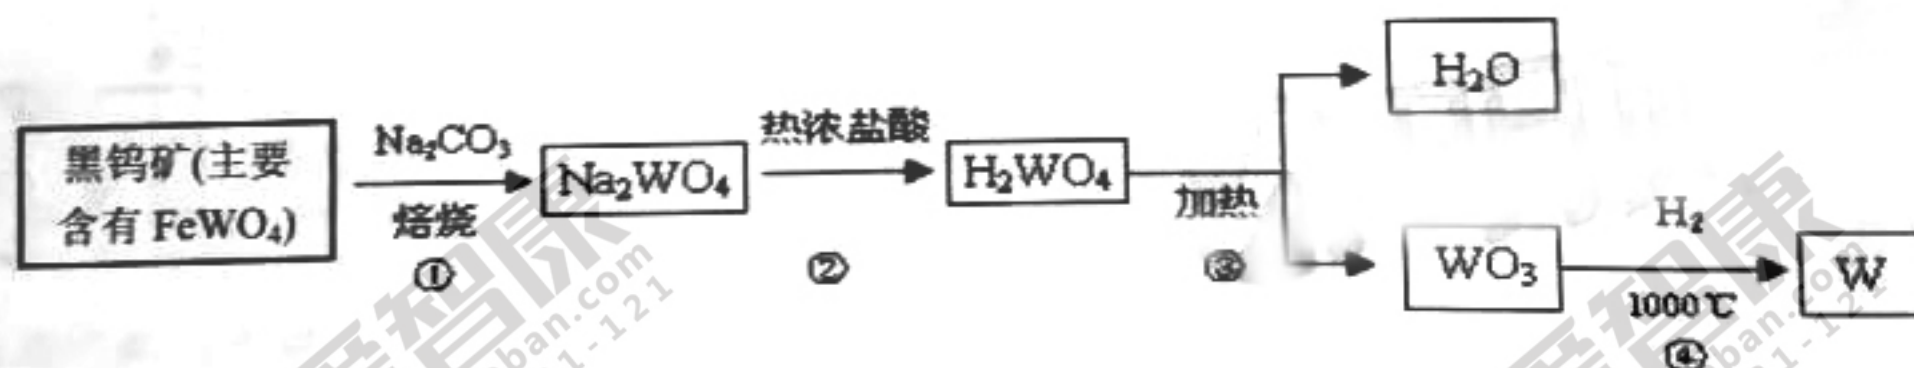 黑钨矿(主要
含有 FeWO₄)
Na₂CO₃
焙烧
①
Na₂WO₄
热浓盐酸
②
H₂WO₄
加热
③
H₂O
WO₃
H₂
1000℃
④
W